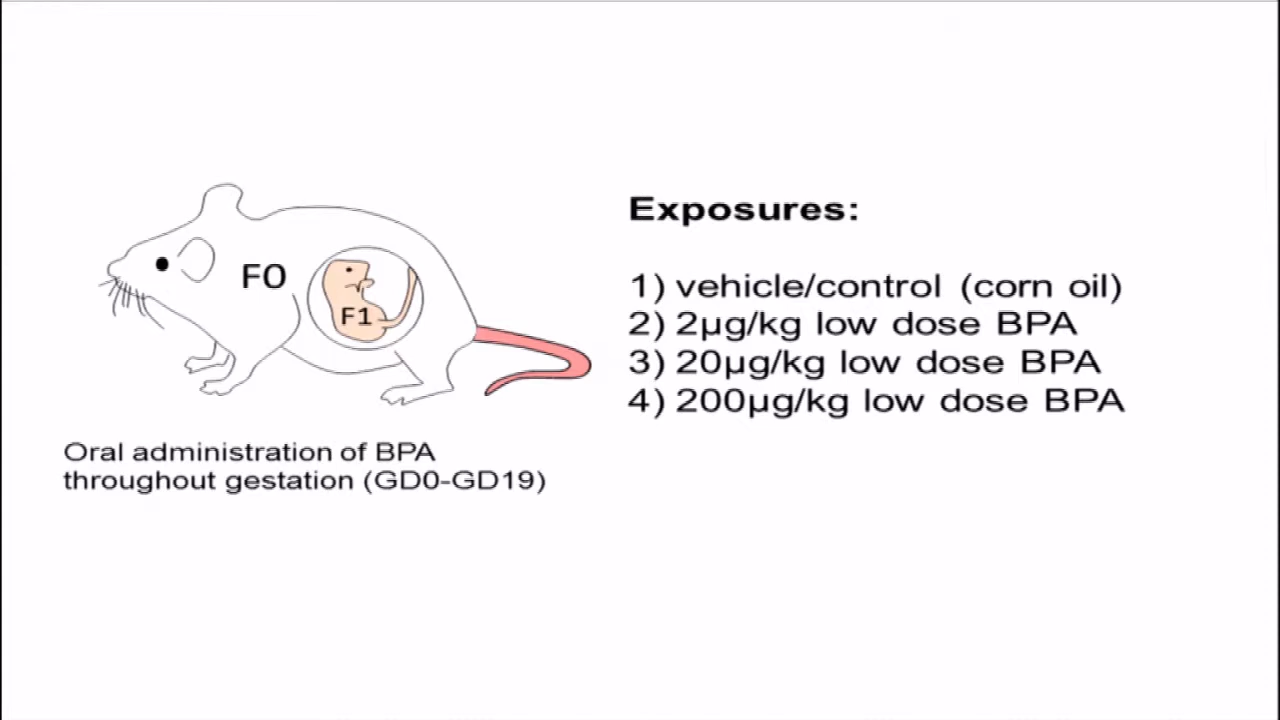 F0
F1
Oral administration of BPA
throughout gestation (GD0-GD19)
Exposures:
1) vehicle/control (corn oil)
2) 2µg/kg low dose BPA
3) 20µg/kg low dose BPA
4) 200µg/kg low dose BPA